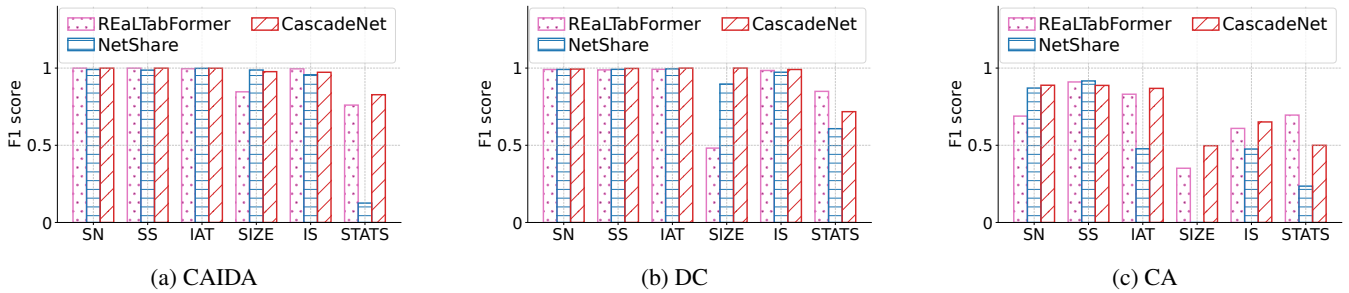 REaLTabFormer
CascadeNet
NetShare
F1 score
1
0.5
0
SN SS IAT SIZE IS STATS
(a) CAIDA
REaLTabFormer
CascadeNet
NetShare
F1 score
1
0.5
0
SN SS IAT SIZE IS STATS
(b) DC
REaLTabFormer
CascadeNet
NetShare
F1 score
1
0.5
0
SN SS IAT SIZE IS STATS
(c) CA